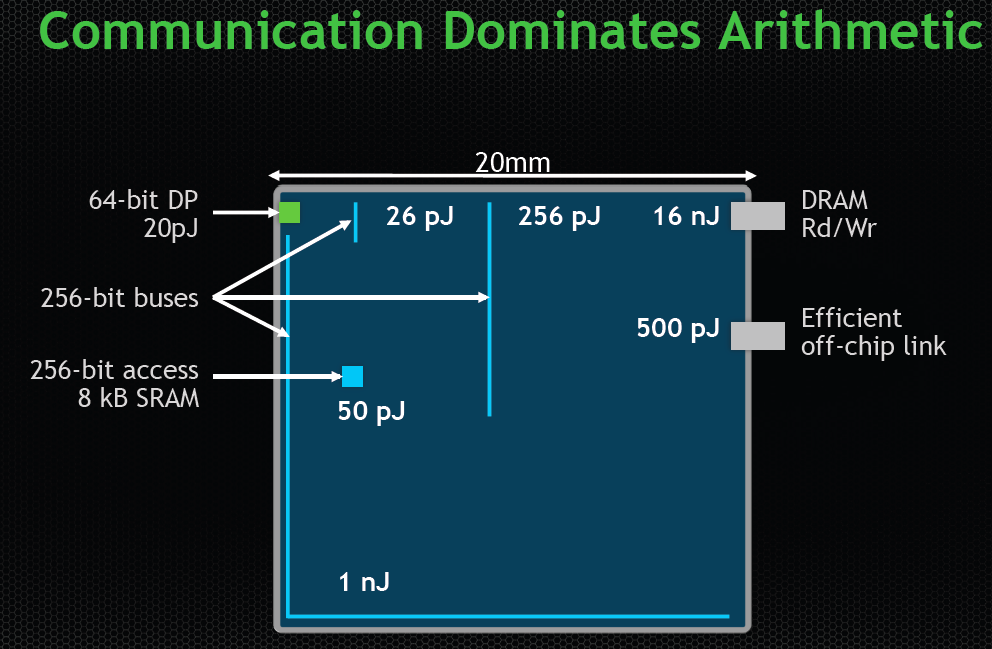 Communication Dominates Arithmetic
20mm
64-bit DP
20pJ
26 pJ
256 pJ
16 nJ
DRAM
Rd/Wr
256-bit buses
500 pJ
Efficient
off-chip link
256-bit access
8 kB SRAM
50 pJ
1 nJ